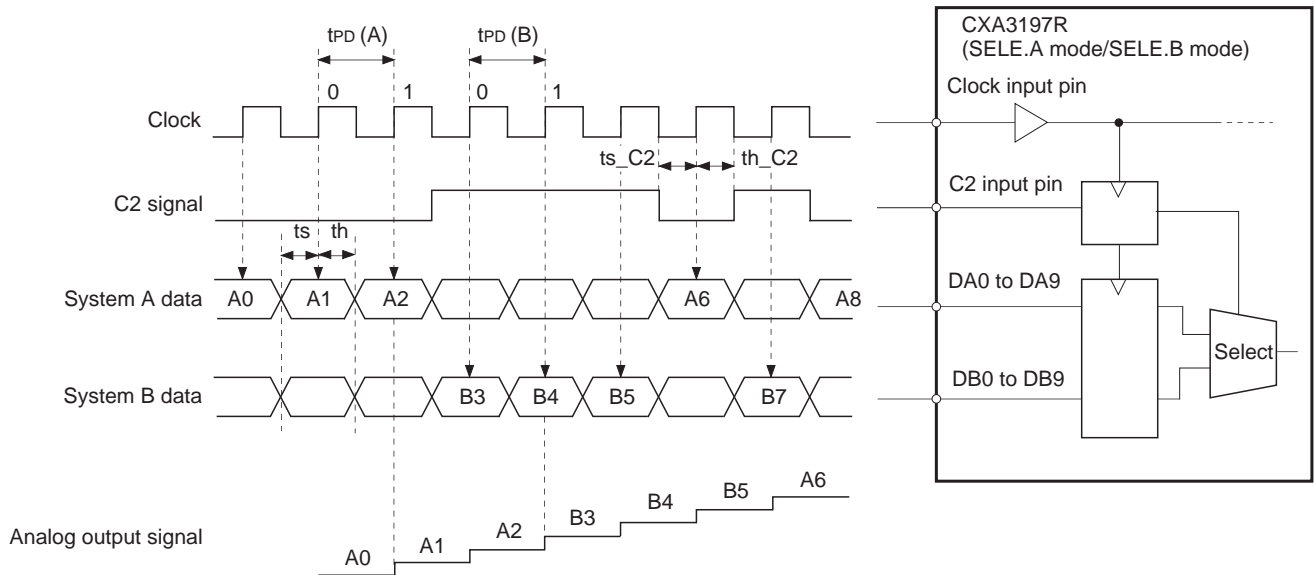 tPD (A)
tPD (B)
0
1
0
1
Clock
ts_C2
th_C2
C2 signal
ts
th
System A data
A0
A1
A2
A6
A8
System B data
B3
B4
B5
B7
Analog output signal
A0
A1
A2
B3
B4
B5
A6
CXA3197R
(SELE.A mode/SELE.B mode)
Clock input pin
C2 input pin
DA0 to DA9
Select
DB0 to DB9